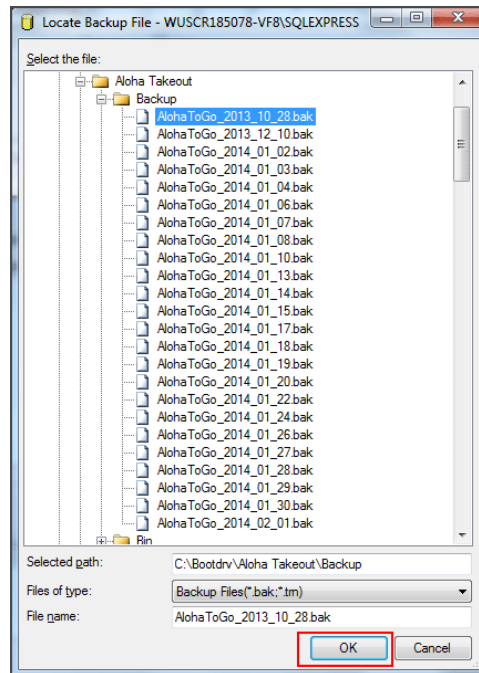 Locate Backup File - WUSCR185078-VF8\SQLEXPRESS
Select the file:
Aloha Takeout
Backup
AlohaToGo_2013_10_28.bak
AlohaToGo_2013_12_10.bak
AlohaToGo_2014_01_02.bak
AlohaToGo_2014_01_03.bak
AlohaToGo_2014_01_04.bak
AlohaToGo_2014_01_06.bak
AlohaToGo_2014_01_07.bak
AlohaToGo_2014_01_08.bak
AlohaToGo_2014_01_10.bak
AlohaToGo_2014_01_13.bak
AlohaToGo_2014_01_14.bak
AlohaToGo_2014_01_15.bak
AlohaToGo_2014_01_17.bak
AlohaToGo_2014_01_18.bak
AlohaToGo_2014_01_19.bak
AlohaToGo_2014_01_20.bak
AlohaToGo_2014_01_22.bak
AlohaToGo_2014_01_24.bak
AlohaToGo_2014_01_26.bak
AlohaToGo_2014_01_27.bak
AlohaToGo_2014_01_28.bak
AlohaToGo_2014_01_29.bak
AlohaToGo_2014_01_30.bak
AlohaToGo_2014_02_01.bak
Bin
Selected path: C:\Bootdrv\Aloha Takeout\Backup
Files of type: Backup Files(*.bak;*.trn)
File name: AlohaToGo_2013_10_28.bak
OK Cancel